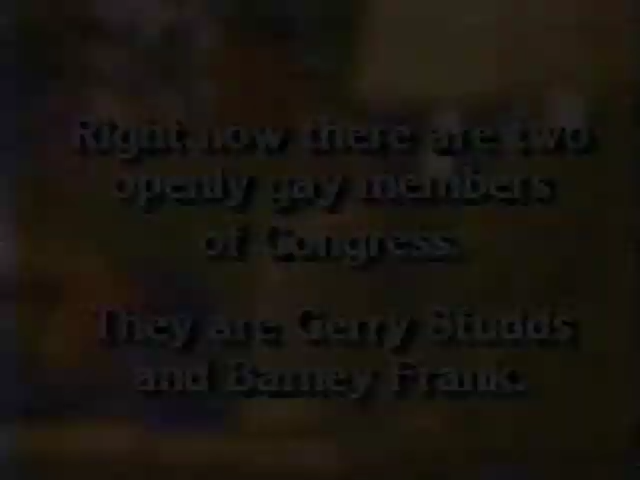 Right now there are two
openly gay members
of Congress.
They are Gerry Studds
and Barney Frank.